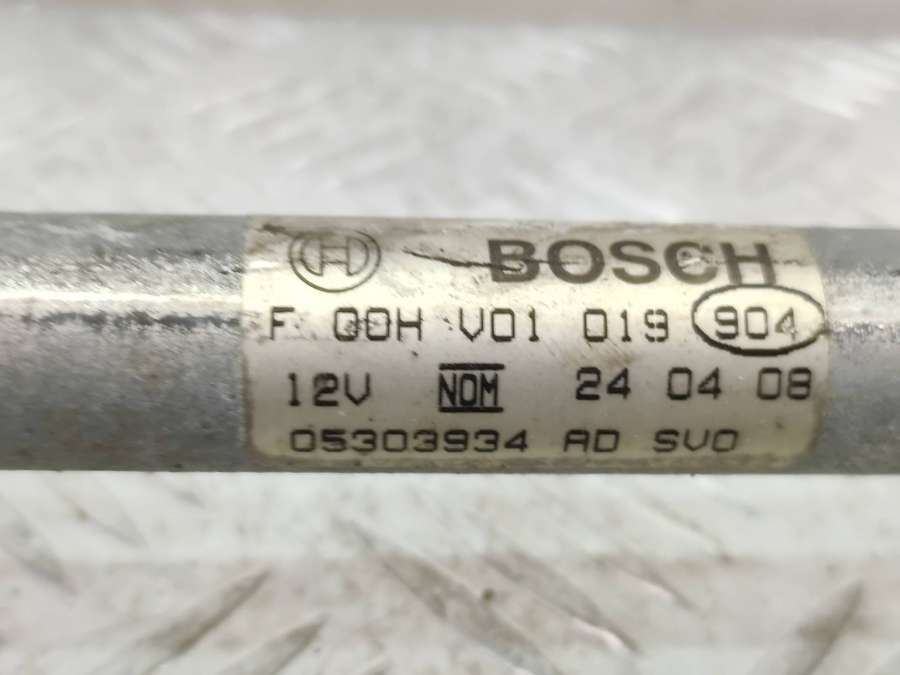 BOSCH
F 00H V01 019 904
12V NOM 24 04 08
05303934 AD SVO